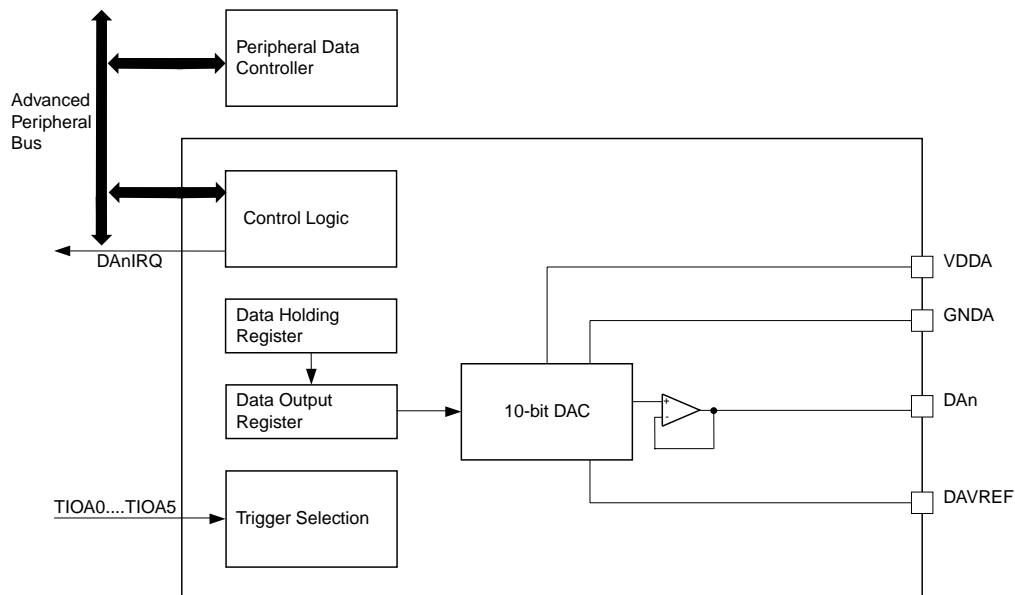 Peripheral Data
Controller
Advanced
Peripheral
Bus
Control Logic
DAnIRQ
VDDA
Data Holding
Register
GNDA
Data Output
Register
10-bit DAC
+
-
DAn
TIOA0....TIOA5
Trigger Selection
DAVREF